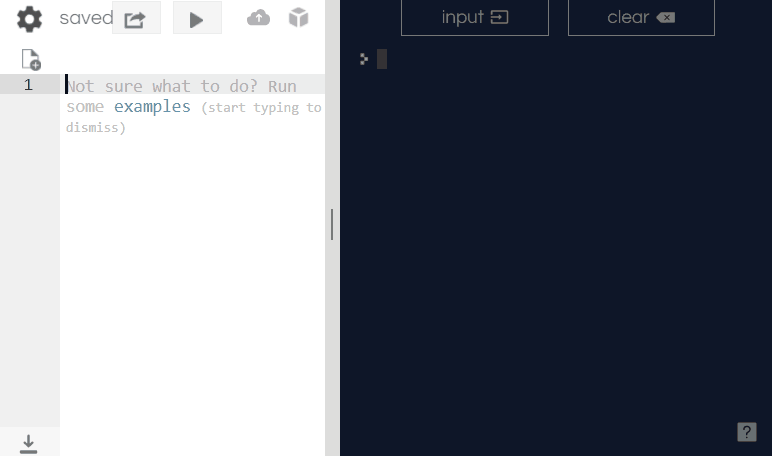 saved
input
clear
1
Not sure what to do? Run
some examples (start typing to
dismiss)
?